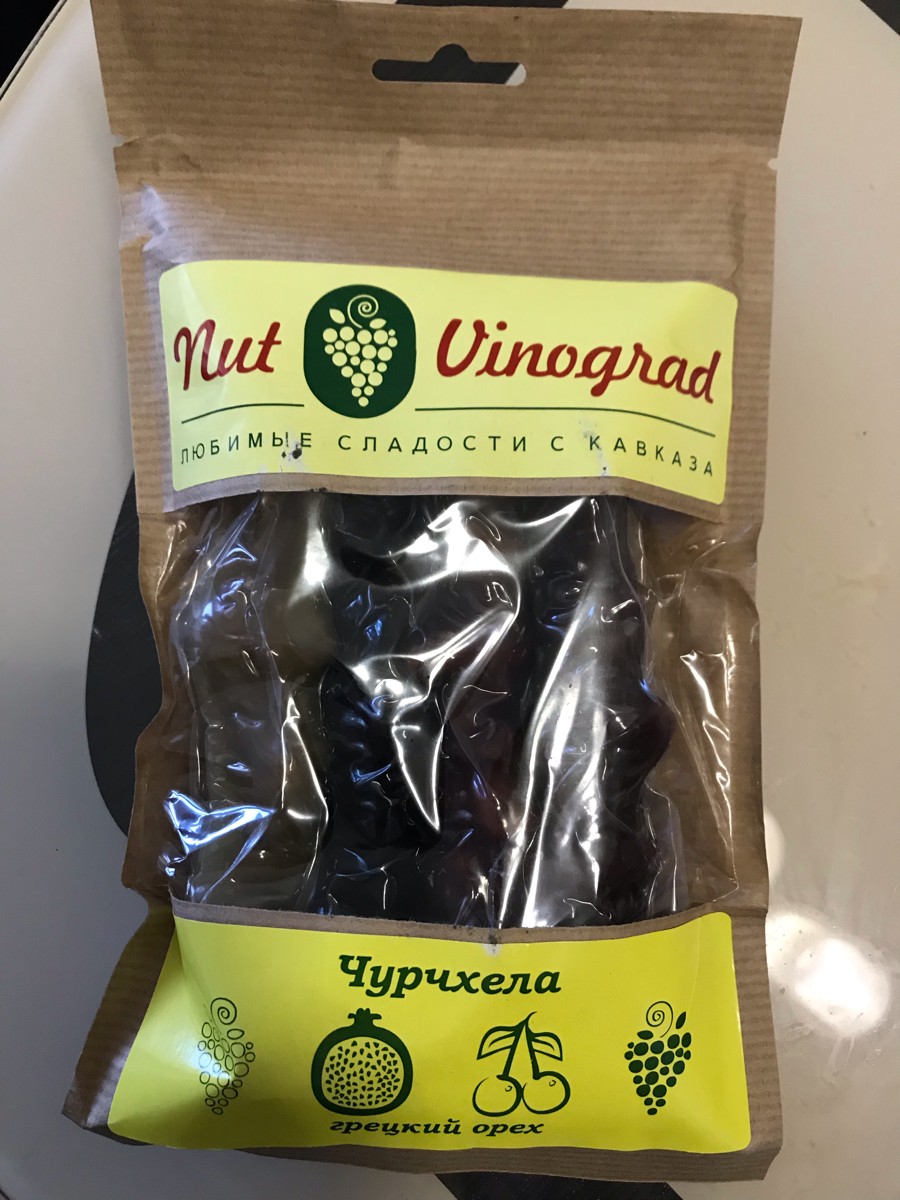 Nut Vinograd
ЛЮБИМЫЕ СЛАДОСТИ С КАВКАЗА
Чурчхела
грецкий орех